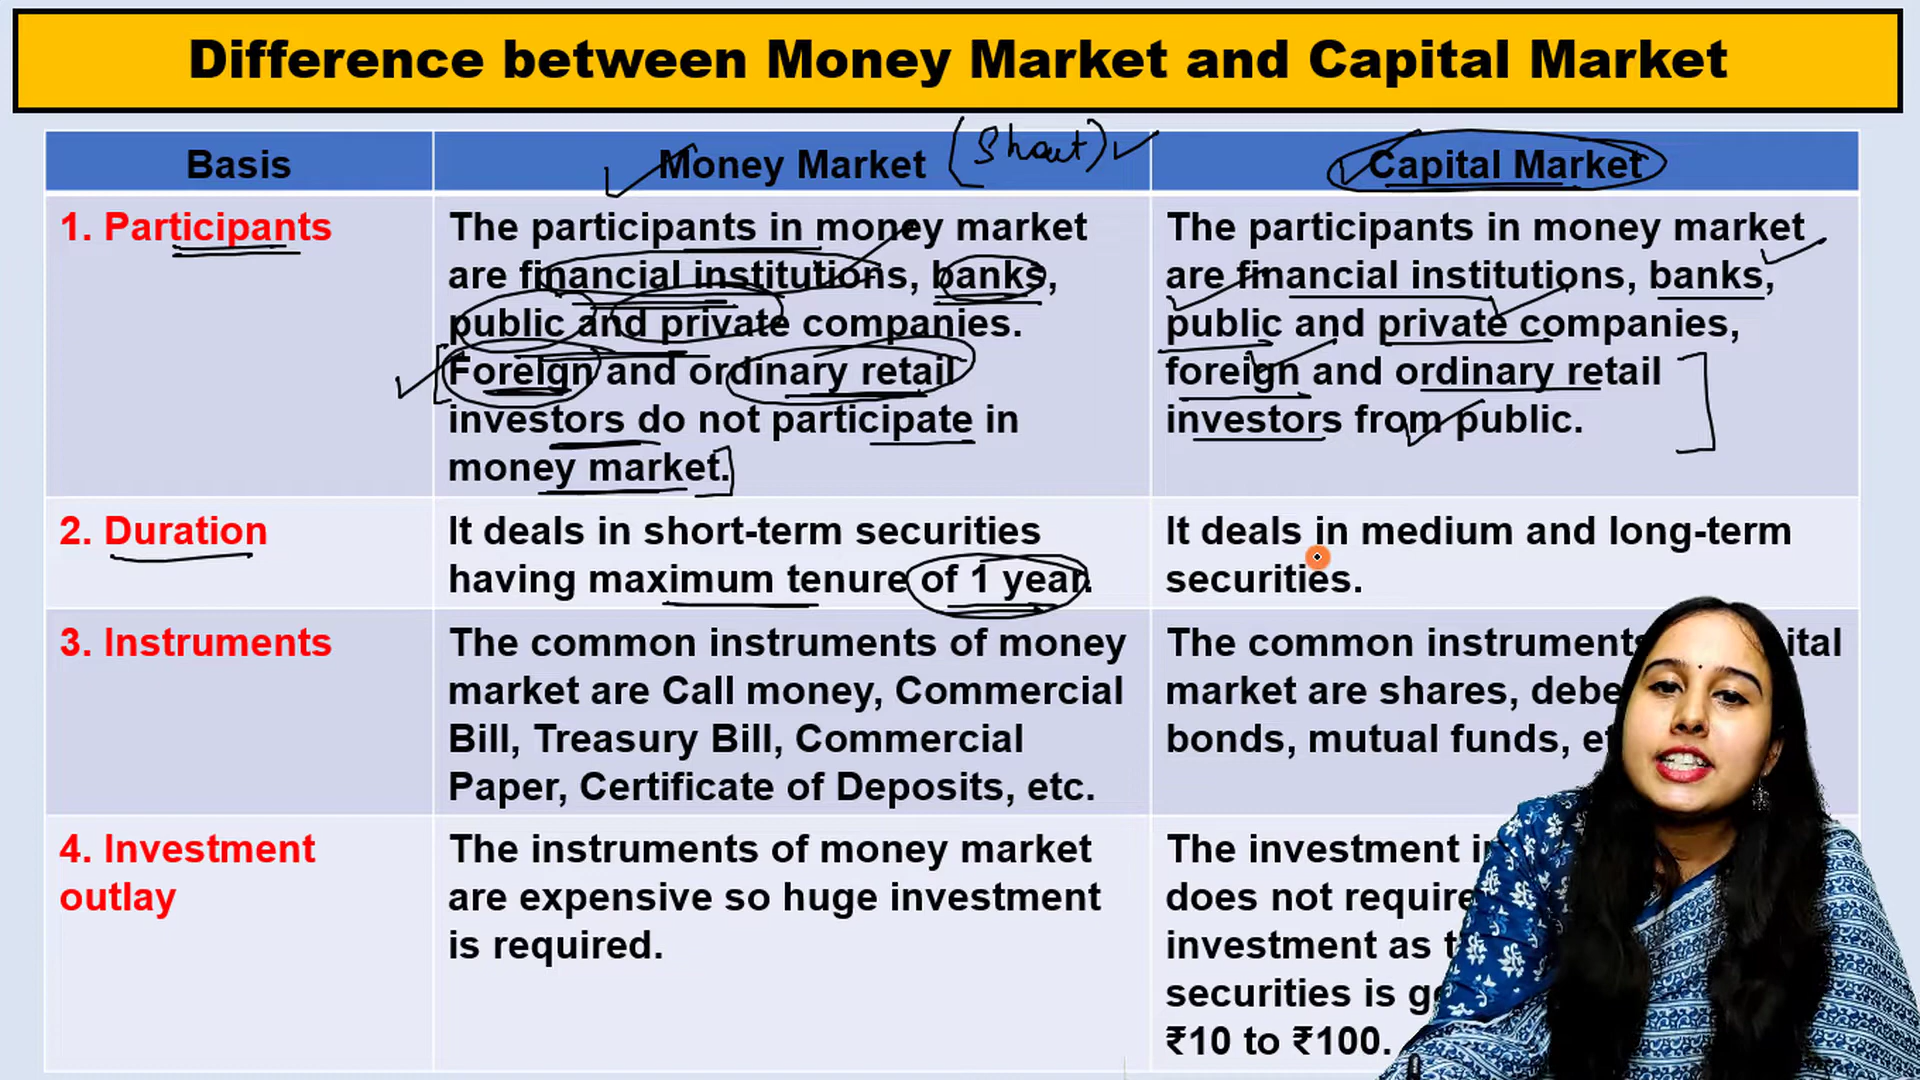 Difference between Money Market and Capital Market
Basis
Money Market
(Short)
Capital Market
1. Participants
The participants in money market
are financial institutions, banks,
public and private companies.
Foreign and ordinary retail
investors do not participate in
money market.
The participants in money market
are financial institutions, banks,
public and private companies,
foreign and ordinary retail
investors from public.
2. Duration
It deals in short-term securities
having maximum tenure of 1 year.
It deals in medium and long-term
securities.
3. Instruments
The common instruments of money
market are Call money, Commercial
Bill, Treasury Bill, Commercial
Paper, Certificate of Deposits, etc.
The common instruments
market are shares,
bonds, mutual funds,
4. Investment
outlay
The instruments of money market
are expensive so huge investment
is required.
The investment
does not require
investment as
securities is
₹10 to ₹100.